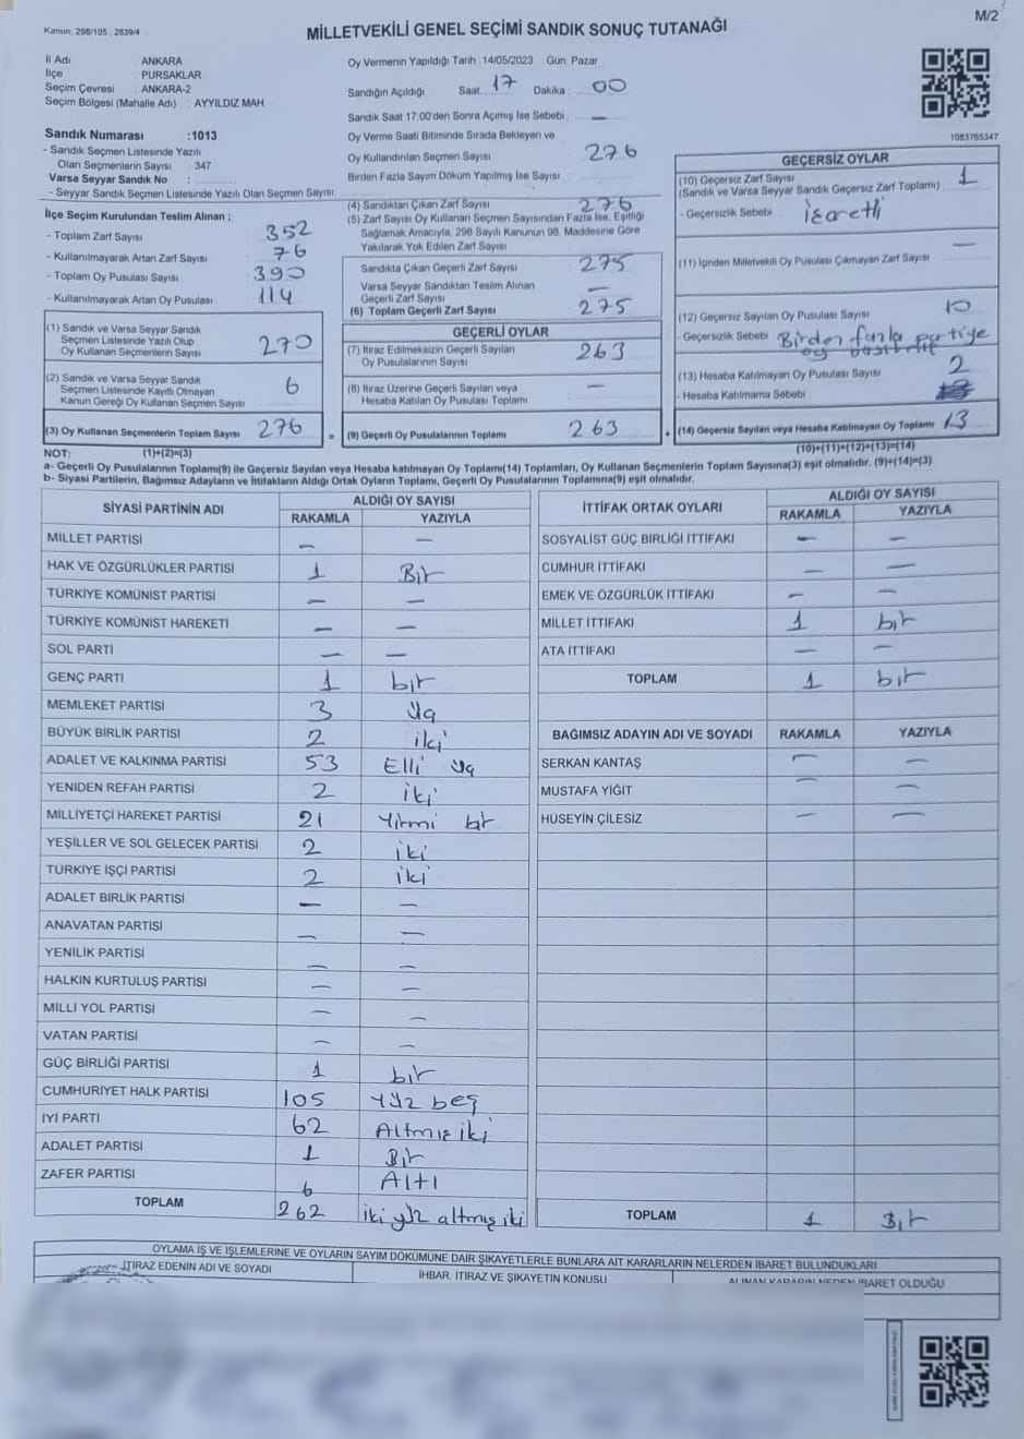 M/2
Kanun: 298/105, 2839/4
MİLLETVEKİLİ GENEL SEÇİMİ SANDIK SONUÇ TUTANAĞI
İl Adı ANKARA
İlçe PURSAKLAR
Seçim Çevresi ANKARA-2
Seçim Bölgesi (Mahalle Adı) : AYYILDIZ MAH
Oy Vermenin Yapıldığı Tarih : 14/05/2023 Gün: Pazar
Sandığın Açıldığı Saat 17 Dakika 00
Sandık Saat 17:00'den Sonra Açılmış İse Sebebi —
Sandık Numarası :1013
- Sandık Seçmen Listesinde Yazılı
Olan Seçmenlerin Sayısı 347
Varsa Seyyar Sandık No :
- Seyyar Sandık Seçmen Listesinde Yazılı Olan Seçmen Sayısı
Oy Verme Saati Bitiminde Sırada Bekleyen ve
Oy Kullandırılan Seçmen Sayısı 276
Birden Fazla Sayım Döküm Yapılmış İse Sayısı
1083765347
İlçe Seçim Kurulundan Teslim Alınan :
- Toplam Zarf Sayısı 352
- Kullanılmayarak Artan Zarf Sayısı 76
- Toplam Oy Pusulası Sayısı 390
- Kullanılmayarak Artan Oy Pusulası 114
(1) Sandık ve Varsa Seyyar Sandık
Seçmen Listesinde Yazılı Olup
Oy Kullanan Seçmenlerin Sayısı 270
(2) Sandık ve Varsa Seyyar Sandık
Seçmen Listesinde Kayıtlı Olmayan
Kanun Gereği Oy Kullanan Seçmen Sayısı 6
(3) Oy Kullanan Seçmenlerin Toplam Sayısı 276 =
(4) Sandıktan Çıkan Zarf Sayısı 276
(5) Zarf Sayısı Oy Kullanan Seçmen Sayısından Fazla İse, Eşitliği
Sağlamak Amacıyla, 298 Sayılı Kanunun 98. Maddesine Göre
Yakılarak Yok Edilen Zarf Sayısı
Sandıkta Çıkan Geçerli Zarf Sayısı 275
Varsa Seyyar Sandıktan Teslim Alınan
Geçerli Zarf Sayısı —
(6) Toplam Geçerli Zarf Sayısı 275
GEÇERLİ OYLAR
(7) İtiraz Edilmeksizin Geçerli Sayılan
Oy Pusulalarının Sayısı 263
(8) İtiraz Üzerine Geçerli Sayılan veya
Hesaba Katılan Oy Pusulası Toplamı —
(9) Geçerli Oy Pusulalarının Toplamı 263 +
GEÇERSİZ OYLAR
(10) Geçersiz Zarf Sayısı
(Sandık ve Varsa Seyyar Sandık Geçersiz Zarf Toplamı) 1
- Geçersizlik Sebebi İşaretli
(11) İçinden Milletvekili Oy Pusulası Çıkmayan Zarf Sayısı —
(12) Geçersiz Sayılan Oy Pusulası Sayısı 10
- Geçersizlik Sebebi Birden fazla partiye
oy
(13) Hesaba Katılmayan Oy Pusulası Sayısı 2
- Hesaba Katılmama Sebebi
(14) Geçersiz Sayılan veya Hesaba Katılmayan Oy Toplamı 13
NOT: (1)+(2)=(3)
(10)+(11)+(12)+(13)=(14)
a- Geçerli Oy Pusulalarının Toplamı(9) ile Geçersiz Sayılan veya Hesaba katılmayan Oy Toplamı(14) Toplamları, Oy Kullanan Seçmenlerin Toplam Sayısına(3) eşit olmalıdır. (9)+(14)=(3)
b- Siyasi Partilerin, Bağımsız Adayların ve İttifakların Aldığı Ortak Oyların Toplamı, Geçerli Oy Pusulalarının Toplamına(9) eşit olmalıdır.
SİYASİ PARTİNİN ADI ALDIĞI OY SAYISI
RAKAMLA YAZIYLA
MİLLET PARTİSİ — —
HAK VE ÖZGÜRLÜKLER PARTİSİ 1 Bir
TÜRKİYE KOMÜNİST PARTİSİ — —
TÜRKİYE KOMÜNİST HAREKETİ — —
SOL PARTİ — —
GENÇ PARTİ 1 bir
MEMLEKET PARTİSİ 3 üç
BÜYÜK BİRLİK PARTİSİ 2 iki
ADALET VE KALKINMA PARTİSİ 53 Elli üç
YENİDEN REFAH PARTİSİ 2 iki
MİLLİYETÇİ HAREKET PARTİSİ 21 Yirmi bir
YEŞİLLER VE SOL GELECEK PARTİSİ 2 iki
TÜRKİYE İŞÇİ PARTİSİ 2 iki
ADALET BİRLİK PARTİSİ — —
ANAVATAN PARTİSİ — —
YENİLİK PARTİSİ — —
HALKIN KURTULUŞ PARTİSİ — —
MİLLİ YOL PARTİSİ — —
VATAN PARTİSİ — —
GÜÇ BİRLİĞİ PARTİSİ 1 bir
CUMHURİYET HALK PARTİSİ 105 yüz beş
İYİ PARTİ 62 Altmış iki
ADALET PARTİSİ 1 Bir
ZAFER PARTİSİ 6 Altı
TOPLAM 262 iki yüz altmış iki
İTTİFAK ORTAK OYLARI ALDIĞI OY SAYISI
RAKAMLA YAZIYLA
SOSYALİST GÜÇ BİRLİĞİ İTTİFAKI — —
CUMHUR İTTİFAKI — —
EMEK VE ÖZGÜRLÜK İTTİFAKI — —
MİLLET İTTİFAKI 1 bir
ATA İTTİFAKI — —
TOPLAM 1 bir
BAĞIMSIZ ADAYIN ADI VE SOYADI RAKAMLA YAZIYLA
SERKAN KANTAŞ — —
MUSTAFA YİĞİT —
HÜSEYİN ÇİLESİZ — —
TOPLAM 1 Bir
OYLAMA İŞ VE İŞLEMLERİNE VE OYLARIN SAYIM DÖKÜMÜNE DAİR ŞİKAYETLERLE BUNLARA AİT KARARLARIN NELERDEN İBARET BULUNDUKLARI
İTİRAZ EDENİN ADI VE SOYADI
İHBAR, İTİRAZ VE ŞİKAYETİN KONUSU
ALINAN KARARIN NEDEN İBARET OLDUĞU